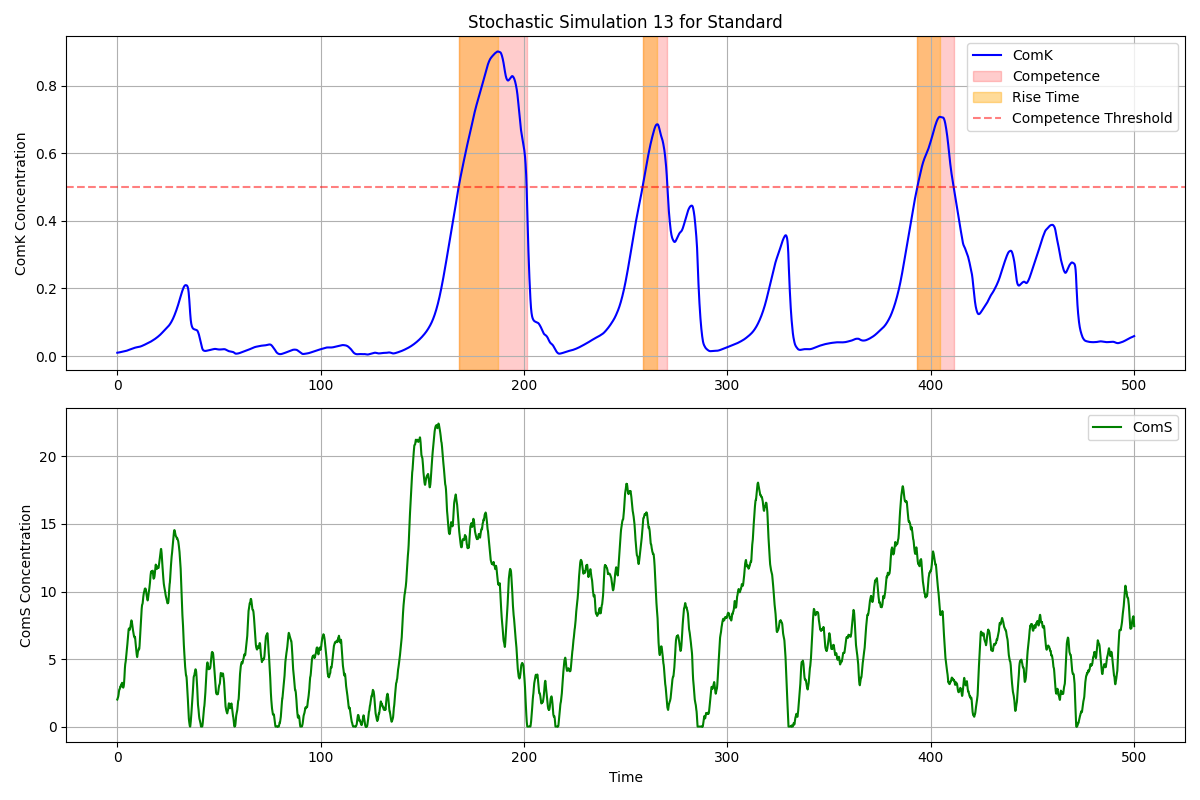 Stochastic Simulation 13 for Standard
ComK Concentration
0.8
0.6
0.4
0.2
0.0
ComK
Competence
Rise Time
Competence Threshold
0 100 200 300 400 500
ComS Concentration
20
15
10
5
0
ComS
0 100 200 300 400 500
Time